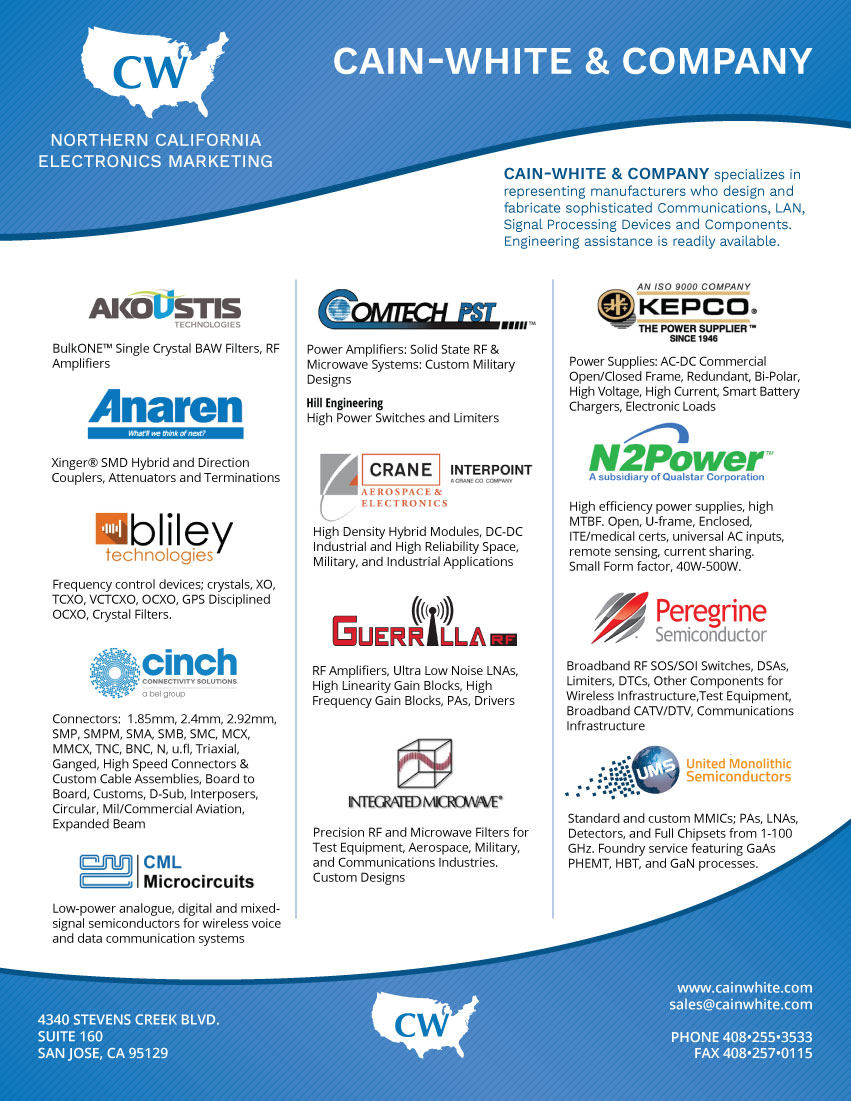 CW
CAIN-WHITE & COMPANY
NORTHERN CALIFORNIA
ELECTRONICS MARKETING
CAIN-WHITE & COMPANY specializes in
representing manufacturers who design and
fabricate sophisticated Communications, LAN,
Signal Processing Devices and Components.
Engineering assistance is readily available.
AKOUSTIS
TECHNOLOGIES
BulkONE™ Single Crystal BAW Filters, RF
Amplifiers
Anaren
What'll we think of next?
Xinger® SMD Hybrid and Direction
Couplers, Attenuators and Terminations
bliley
technologies
Frequency control devices; crystals, XO,
TCXO, VCTCXO, OCXO, GPS Disciplined
OCXO, Crystal Filters.
cinch
CONNECTIVITY SOLUTIONS
a bel group
Connectors: 1.85mm, 2.4mm, 2.92mm,
SMP, SMPM, SMA, SMB, SMC, MCX,
MMCX, TNC, BNC, N, u.fl, Triaxial,
Ganged, High Speed Connectors &
Custom Cable Assemblies, Board to
Board, Customs, D-Sub, Interposers,
Circular, Mil/Commercial Aviation,
Expanded Beam
CML
Microcircuits
Low-power analogue, digital and mixed-
signal semiconductors for wireless voice
and data communication systems
COMTECH PST™
Power Amplifiers: Solid State RF &
Microwave Systems: Custom Military
Designs
Hill Engineering
High Power Switches and Limiters
CRANE
AEROSPACE &
ELECTRONICS
INTERPOINT
A CRANE CO. COMPANY
High Density Hybrid Modules, DC-DC
Industrial and High Reliability Space,
Military, and Industrial Applications
GUERRILLA RF
RF Amplifiers, Ultra Low Noise LNAs,
High Linearity Gain Blocks, High
Frequency Gain Blocks, PAs, Drivers
INTEGRATED MICROWAVE®
Precision RF and Microwave Filters for
Test Equipment, Aerospace, Military,
and Communications Industries.
Custom Designs
AN ISO 9000 COMPANY
KEPCO®
THE POWER SUPPLIER™
SINCE 1946
Power Supplies: AC-DC Commercial
Open/Closed Frame, Redundant, Bi-Polar,
High Voltage, High Current, Smart Battery
Chargers, Electronic Loads
N2Power™
A subsidiary of Qualstar Corporation
High efficiency power supplies, high
MTBF. Open, U-frame, Enclosed,
ITE/medical certs, universal AC inputs,
remote sensing, current sharing.
Small Form factor, 40W-500W.
Peregrine
Semiconductor
Broadband RF SOS/SOI Switches, DSAs,
Limiters, DTCs, Other Components for
Wireless Infrastructure,Test Equipment,
Broadband CATV/DTV, Communications
Infrastructure
UMS
United Monolithic
Semiconductors
Standard and custom MMICs; PAs, LNAs,
Detectors, and Full Chipsets from 1-100
GHz. Foundry service featuring GaAs
PHEMT, HBT, and GaN processes.
4340 STEVENS CREEK BLVD.
SUITE 160
SAN JOSE, CA 95129
CW
www.cainwhite.com
sales@cainwhite.com
PHONE 408•255•3533
FAX 408•257•0115